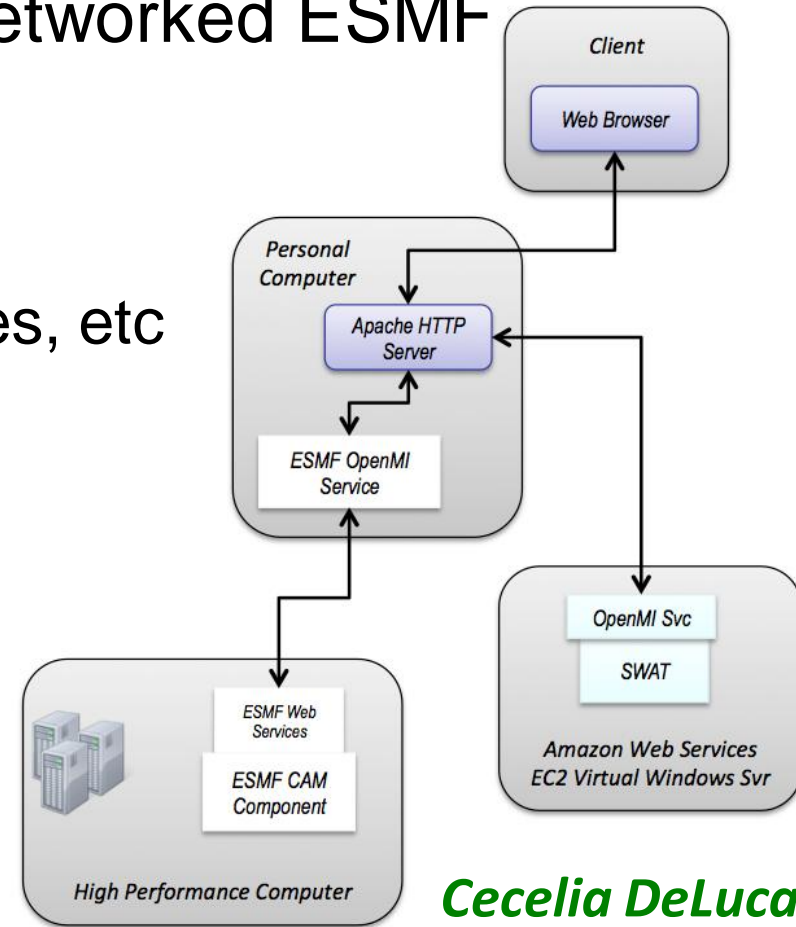 etworked ESMF
Client
Web Browser
Personal
Computer
es, etc
Apache HTTP
Server
ESMF OpenMI
Service
OpenMI Svc
SWAT
Amazon Web Services
EC2 Virtual Windows Svr
ESMF Web
Services
ESMF CAM
Component
High Performance Computer
Cecelia DeLuca